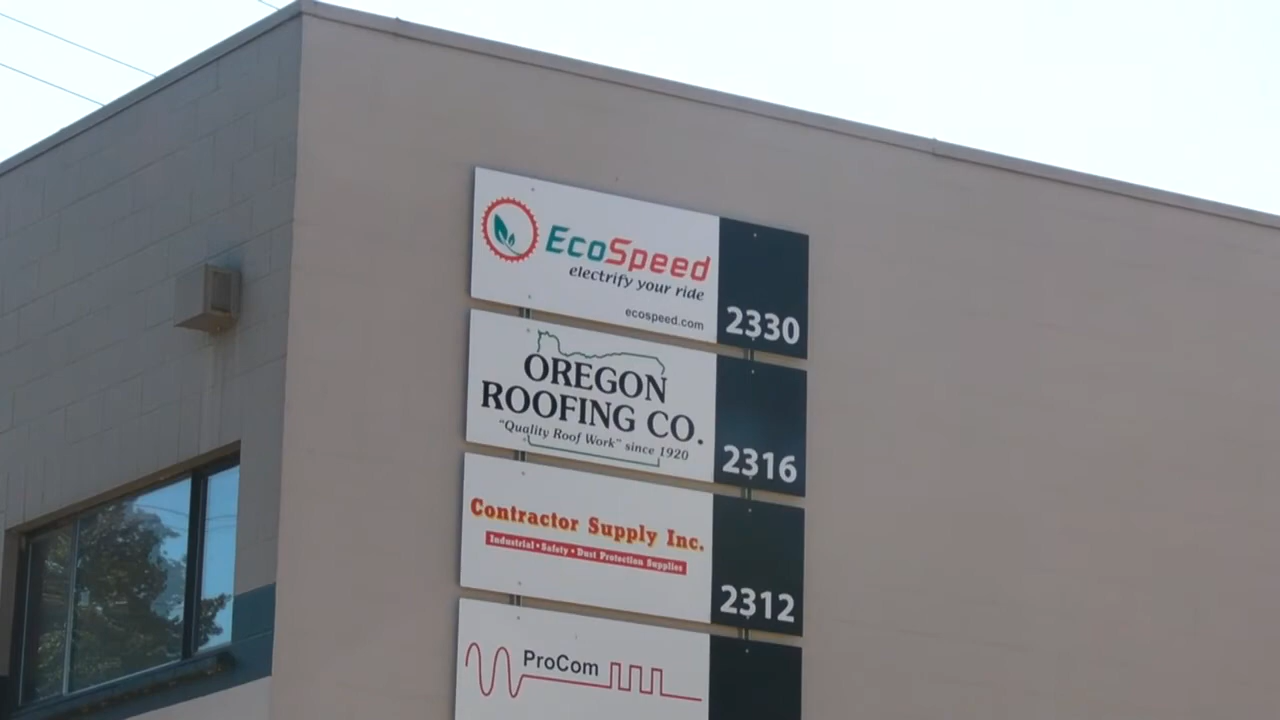 EcoSpeed
electrify your ride
ecospeed.com
2330
OREGON
ROOFING CO.
"Quality Roof Work" since 1920
2316
Contractor Supply Inc.
Industrial • Safety • Dust Protection Supplies
2312
ProCom